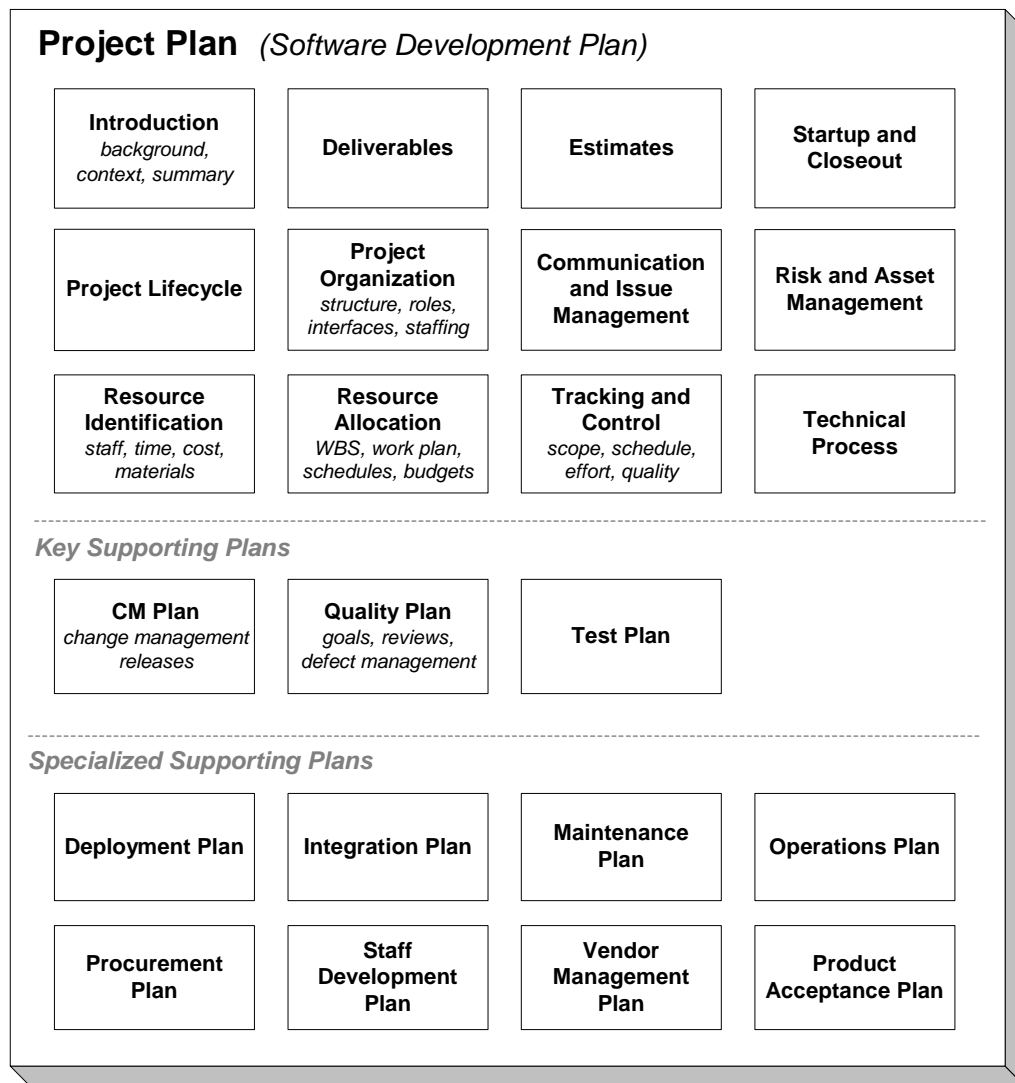 Project Plan (Software Development Plan)
Introduction
background,
context, summary
Deliverables
Estimates
Startup and
Closeout
Project Lifecycle
Project
Organization
structure, roles,
interfaces, staffing
Communication
and Issue
Management
Risk and Asset
Management
Resource
Identification
staff, time, cost,
materials
Resource
Allocation
WBS, work plan,
schedules, budgets
Tracking and
Control
scope, schedule,
effort, quality
Technical
Process
Key Supporting Plans
CM Plan
change management
releases
Quality Plan
goals, reviews,
defect management
Test Plan
Specialized Supporting Plans
Deployment Plan
Integration Plan
Maintenance
Plan
Operations Plan
Procurement
Plan
Staff
Development
Plan
Vendor
Management
Plan
Product
Acceptance Plan